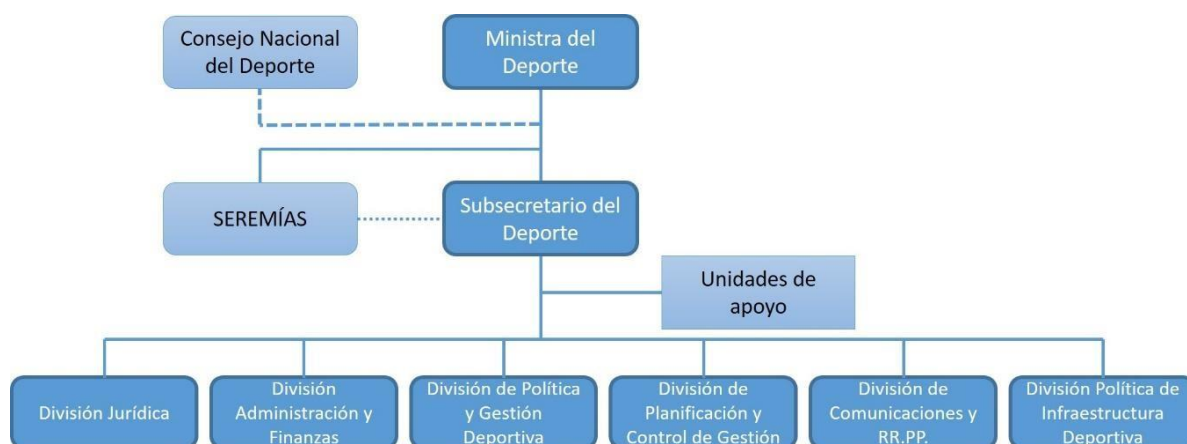 Consejo Nacional
del Deporte
Ministra del
Deporte
SEREMÍAS
Subsecretario del
Deporte
Unidades de
apoyo
División Jurídica
División
Administración y
Finanzas
División de Política
y Gestión
Deportiva
División de
Planificación y
Control de Gestión
División de
Comunicaciones y
RR.PP.
División Política de
Infraestructura
Deportiva